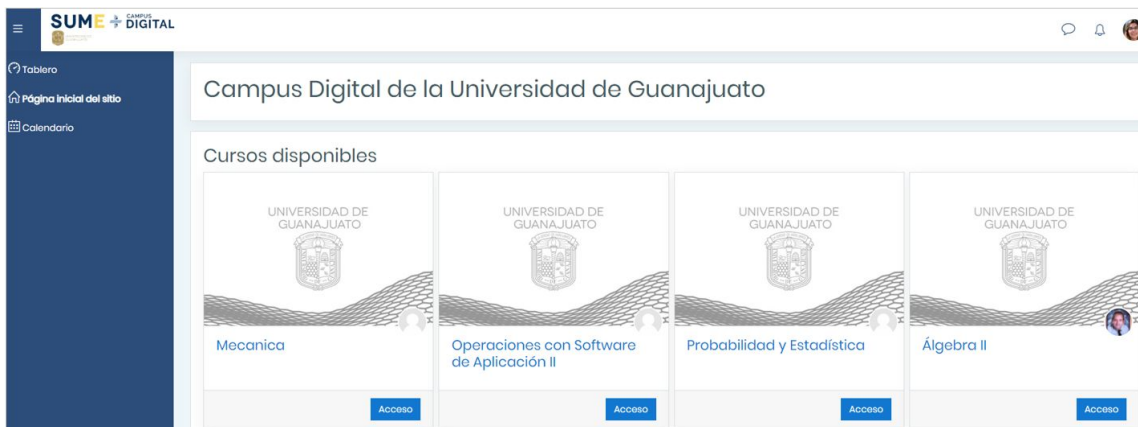 SUME CAMPUS DIGITAL
Tablero
Página inicial del sitio
Calendario
Campus Digital de la Universidad de Guanajuato
Cursos disponibles
UNIVERSIDAD DE
GUANAJUATO
UNIVERSIDAD DE
GUANAJUATO
UNIVERSIDAD DE
GUANAJUATO
UNIVERSIDAD DE
GUANAJUATO
Mecanica
Operaciones con Software
de Aplicación II
Probabilidad y Estadística
Álgebra II
Acceso
Acceso
Acceso
Acceso